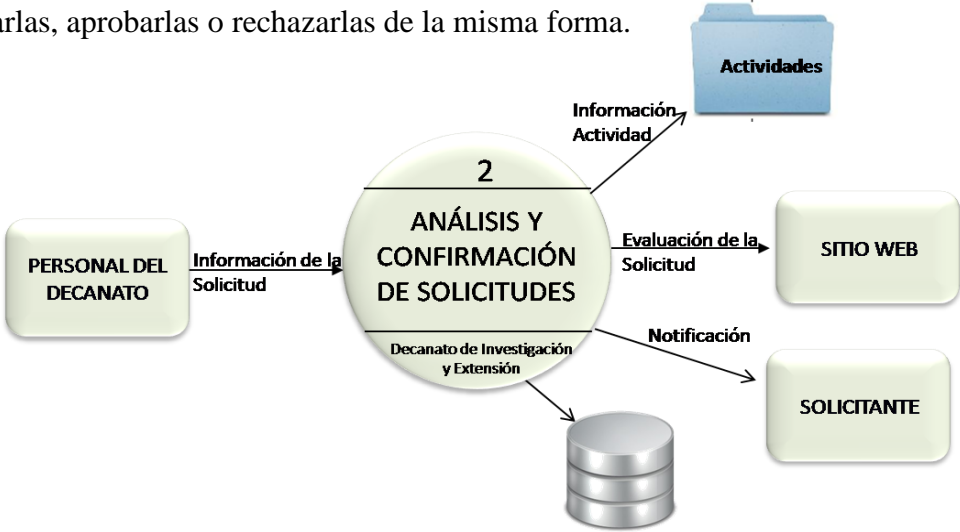 arlas, aprobarlas o rechazarlas de la misma forma.
Actividades
Información
Actividad
2
ANÁLISIS Y
CONFIRMACIÓN
DE SOLICITUDES
Decanato de Investigación
y Extensión
PERSONAL DEL
DECANATO
Información de la
Solicitud
Evaluación de la
Solicitud
SITIO WEB
Notificación
SOLICITANTE